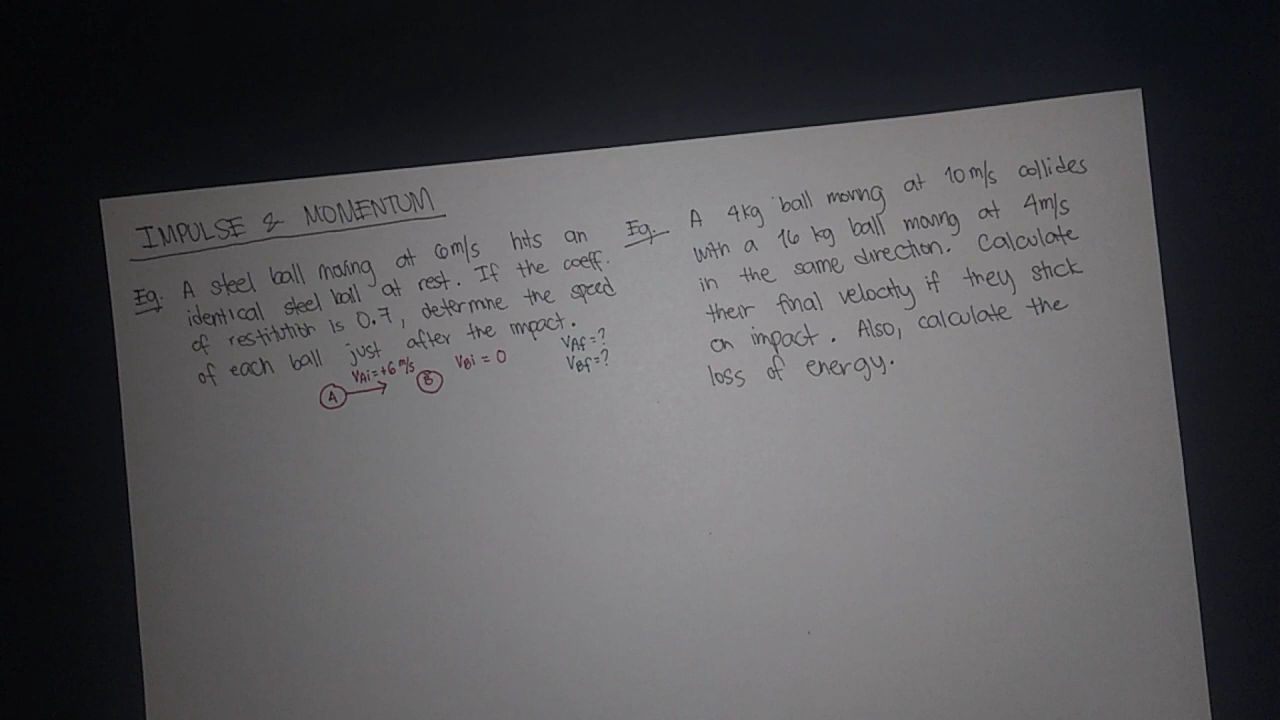 IMPULSE & MOMENTUM
Eg. A steel ball moving at 6m/s hits an
identical steel ball at rest. If the coeff.
of restitution is 0.7, determine the speed
of each ball just after the impact.
VAi=+6 m/s
VBi = 0
VAf=?
VBf=?
A
B
Eg. A 4kg ball moving at 10m/s collides
with a 16 kg ball moving at 4m/s
in the same direction. Calculate
their final velocity if they stick
on impact. Also, calculate the
loss of energy.